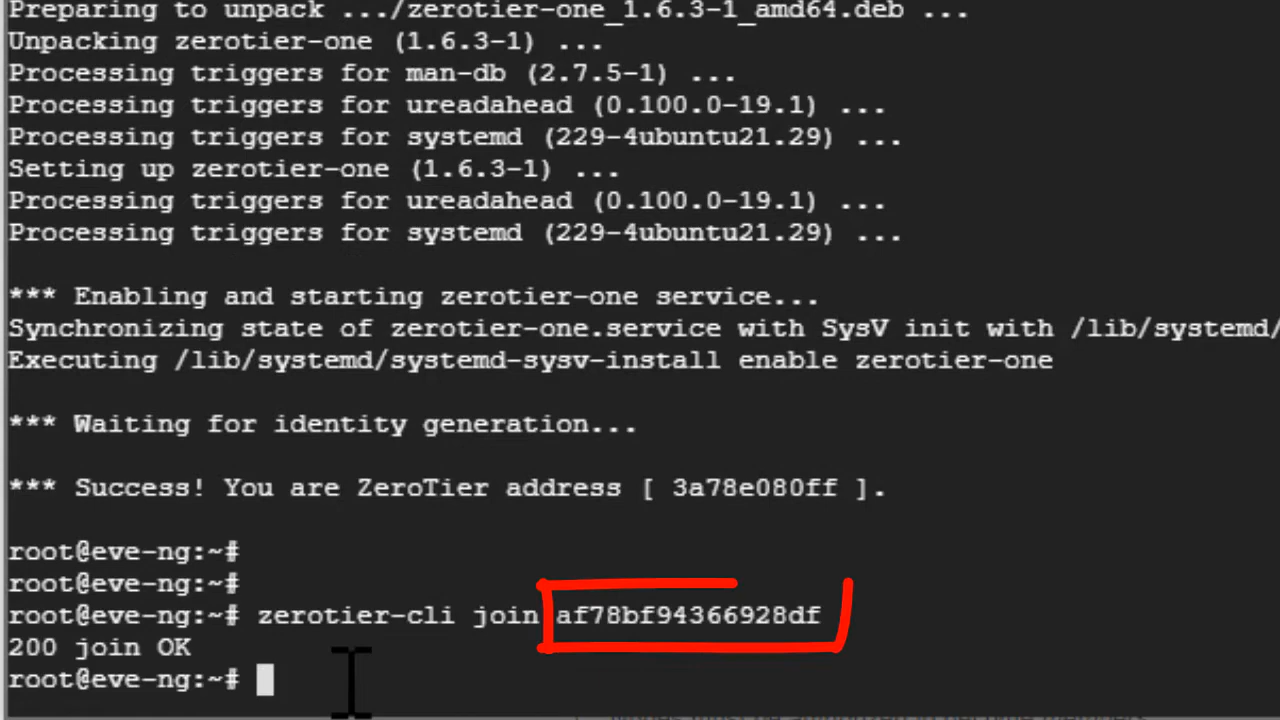 Preparing to unpack .../zerotier-one_1.6.3-1_amd64.deb ...
Unpacking zerotier-one (1.6.3-1) ...
Processing triggers for man-db (2.7.5-1) ...
Processing triggers for ureadahead (0.100.0-19.1) ...
Processing triggers for systemd (229-4ubuntu21.29) ...
Setting up zerotier-one (1.6.3-1) ...
Processing triggers for ureadahead (0.100.0-19.1) ...
Processing triggers for systemd (229-4ubuntu21.29) ...
*** Enabling and starting zerotier-one service...
Synchronizing state of zerotier-one.service with SysV init with /lib/systemd/
Executing /lib/systemd/systemd-sysv-install enable zerotier-one
*** Waiting for identity generation...
*** Success! You are ZeroTier address [ 3a78e080ff ].
root@eve-ng:~#
root@eve-ng:~#
root@eve-ng:~# zerotier-cli join af78bf94366928df
200 join OK
root@eve-ng:~#